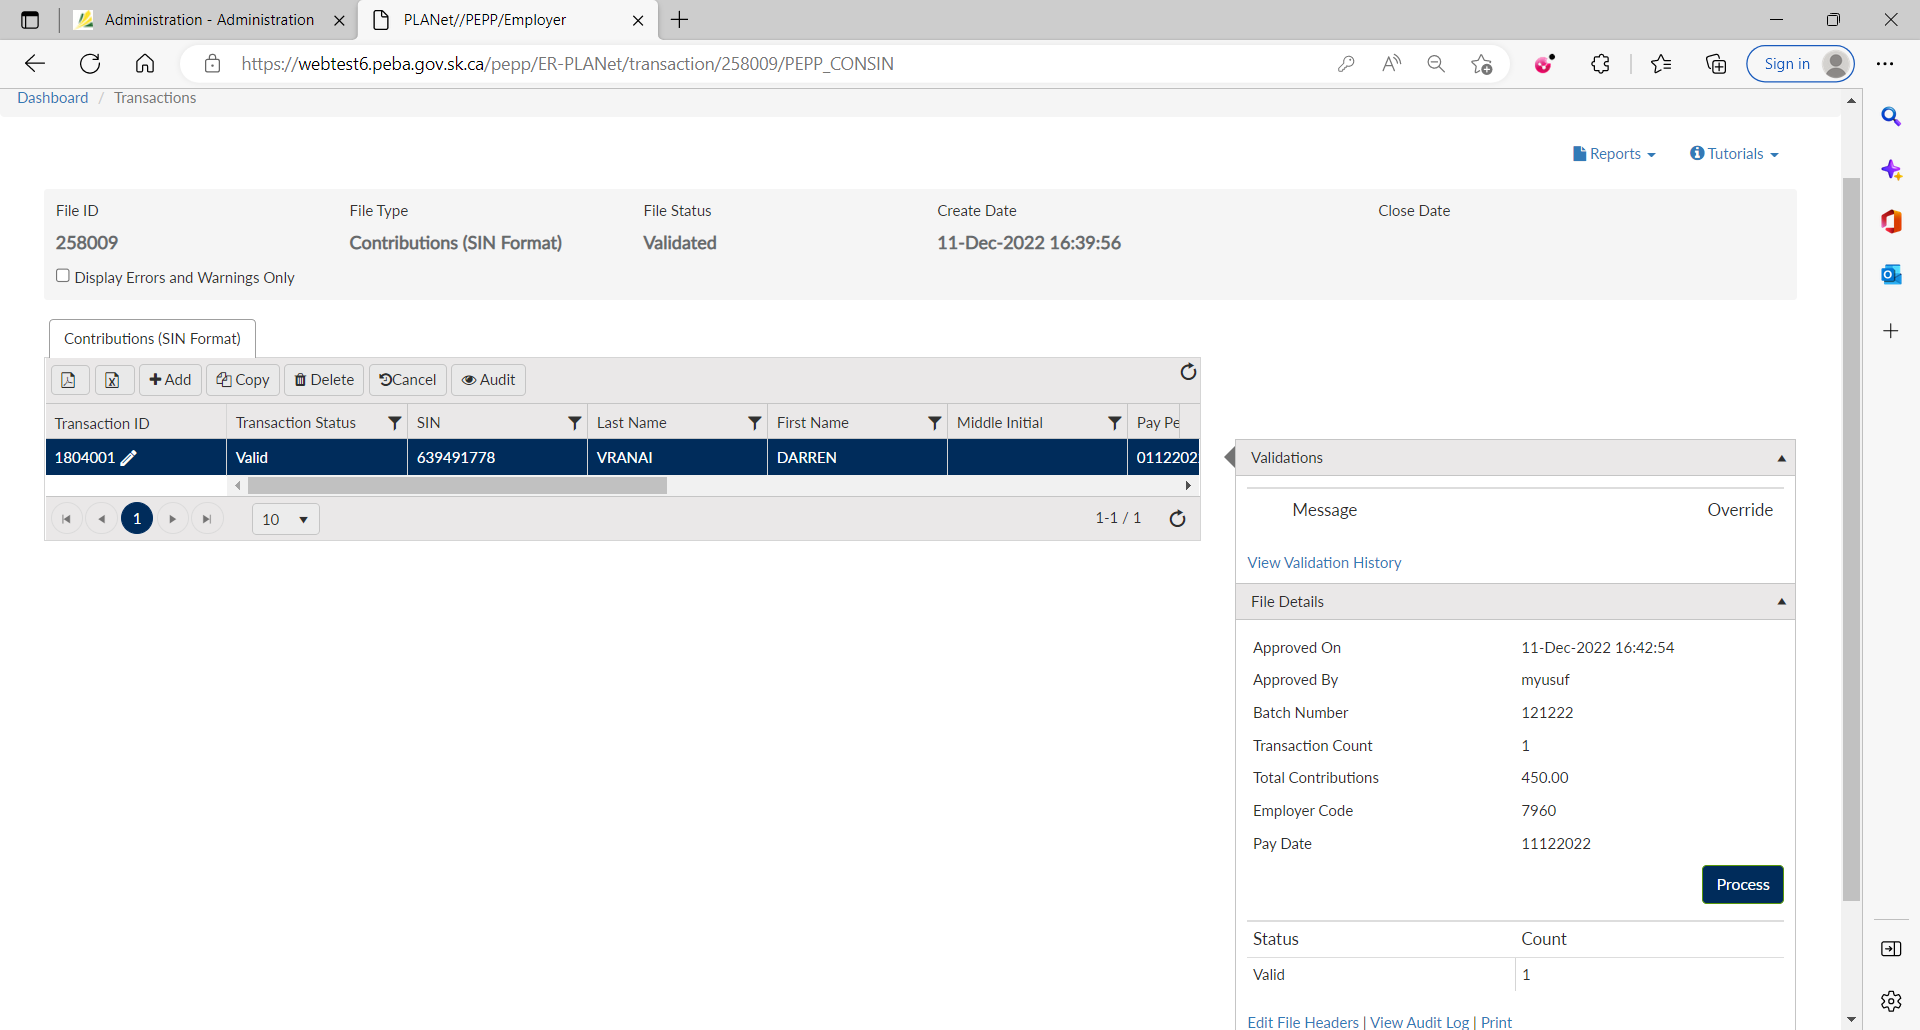 Administration - Administration
PLANet//PEPP/Employer
https://webtest6.peba.gov.sk.ca/pepp/ER-PLANet/transaction/258009/PEPP_CONSIN
Sign in
Dashboard / Transactions
Reports
Tutorials
File ID
File Type
File Status
Create Date
Close Date
258009
Contributions (SIN Format)
Validated
11-Dec-2022 16:39:56
Display Errors and Warnings Only
Contributions (SIN Format)
Add
Copy
Delete
Cancel
Audit
Transaction ID
Transaction Status
SIN
Last Name
First Name
Middle Initial
Pay Pe
1804001
Valid
639491778
VRANAI
DARREN
0112202
1
10
1-1 / 1
Validations
Message
Override
View Validation History
File Details
Approved On
11-Dec-2022 16:42:54
Approved By
myusuf
Batch Number
121222
Transaction Count
1
Total Contributions
450.00
Employer Code
7960
Pay Date
11122022
Process
Status
Count
Valid
1
Edit File Headers | View Audit Log | Print